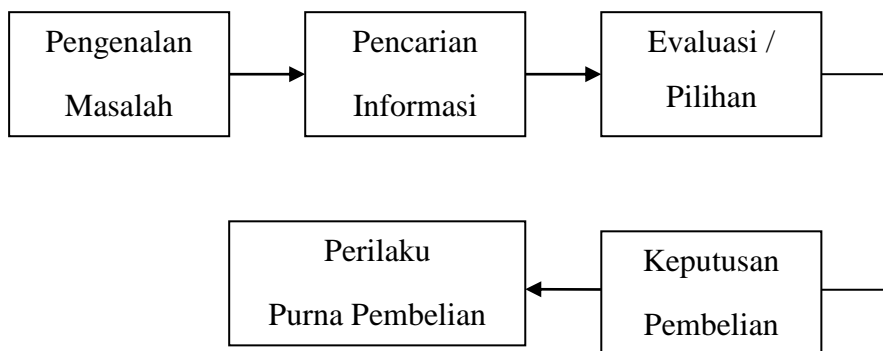 Pengenalan
Masalah
Pencarian
Informasi
Evaluasi /
Pilihan
Perilaku
Purna Pembelian
Keputusan
Pembelian